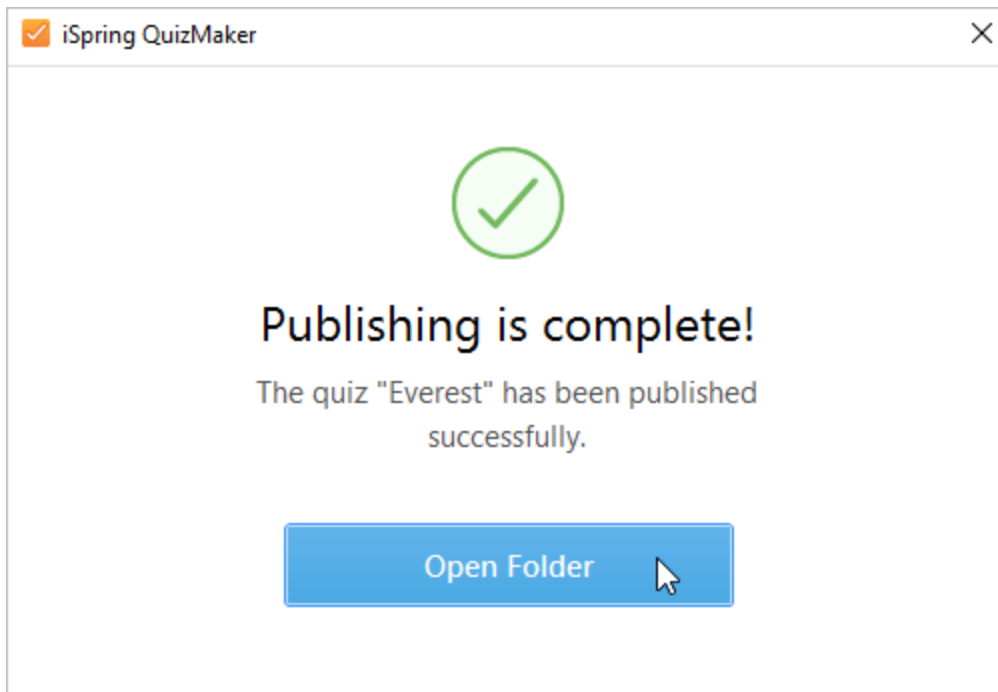 iSpring QuizMaker
Publishing is complete!
The quiz "Everest" has been published
successfully.
Open Folder